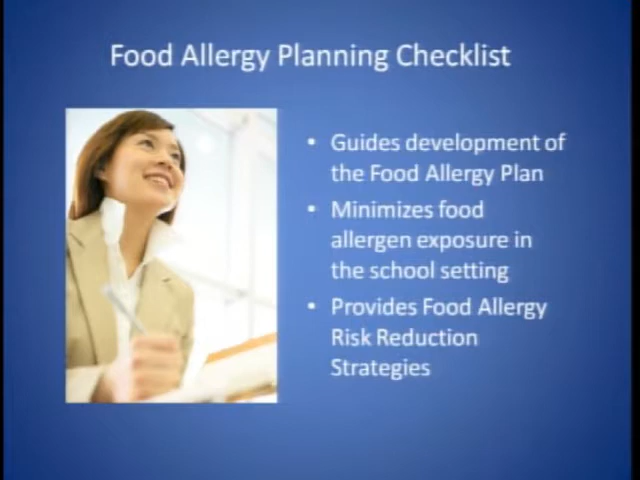 Food Allergy Planning Checklist
• Guides development of
the Food Allergy Plan
• Minimizes food
allergen exposure in
the school setting
• Provides Food Allergy
Risk Reduction
Strategies